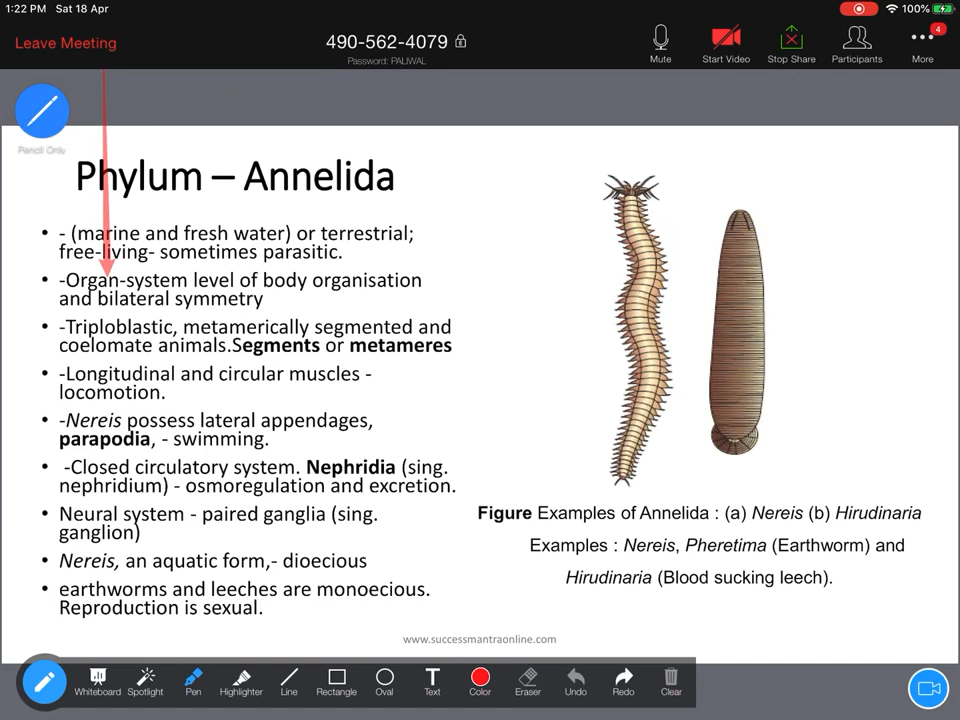 1:22 PM Sat 18 Apr
100%
Leave Meeting
490-562-4079
Password: PALIWAL
Mute
Start Video
Stop Share
Participants
4
More
Pencil Only
Phylum – Annelida
• - (marine and fresh water) or terrestrial;
free-living- sometimes parasitic.
• -Organ-system level of body organisation
and bilateral symmetry
• -Triploblastic, metamerically segmented and
coelomate animals.Segments or metameres
• -Longitudinal and circular muscles -
locomotion.
• -Nereis possess lateral appendages,
parapodia, - swimming.
• -Closed circulatory system. Nephridia (sing.
nephridium) - osmoregulation and excretion.
• Neural system - paired ganglia (sing.
ganglion)
• Nereis, an aquatic form,- dioecious
• earthworms and leeches are monoecious.
Reproduction is sexual.
Figure Examples of Annelida : (a) Nereis (b) Hirudinaria
Examples : Nereis, Pheretima (Earthworm) and
Hirudinaria (Blood sucking leech).
www.successmantraonline.com
Whiteboard
Spotlight
Pen
Highlighter
Line
Rectangle
Oval
T
Text
Color
Eraser
Undo
Redo
Clear